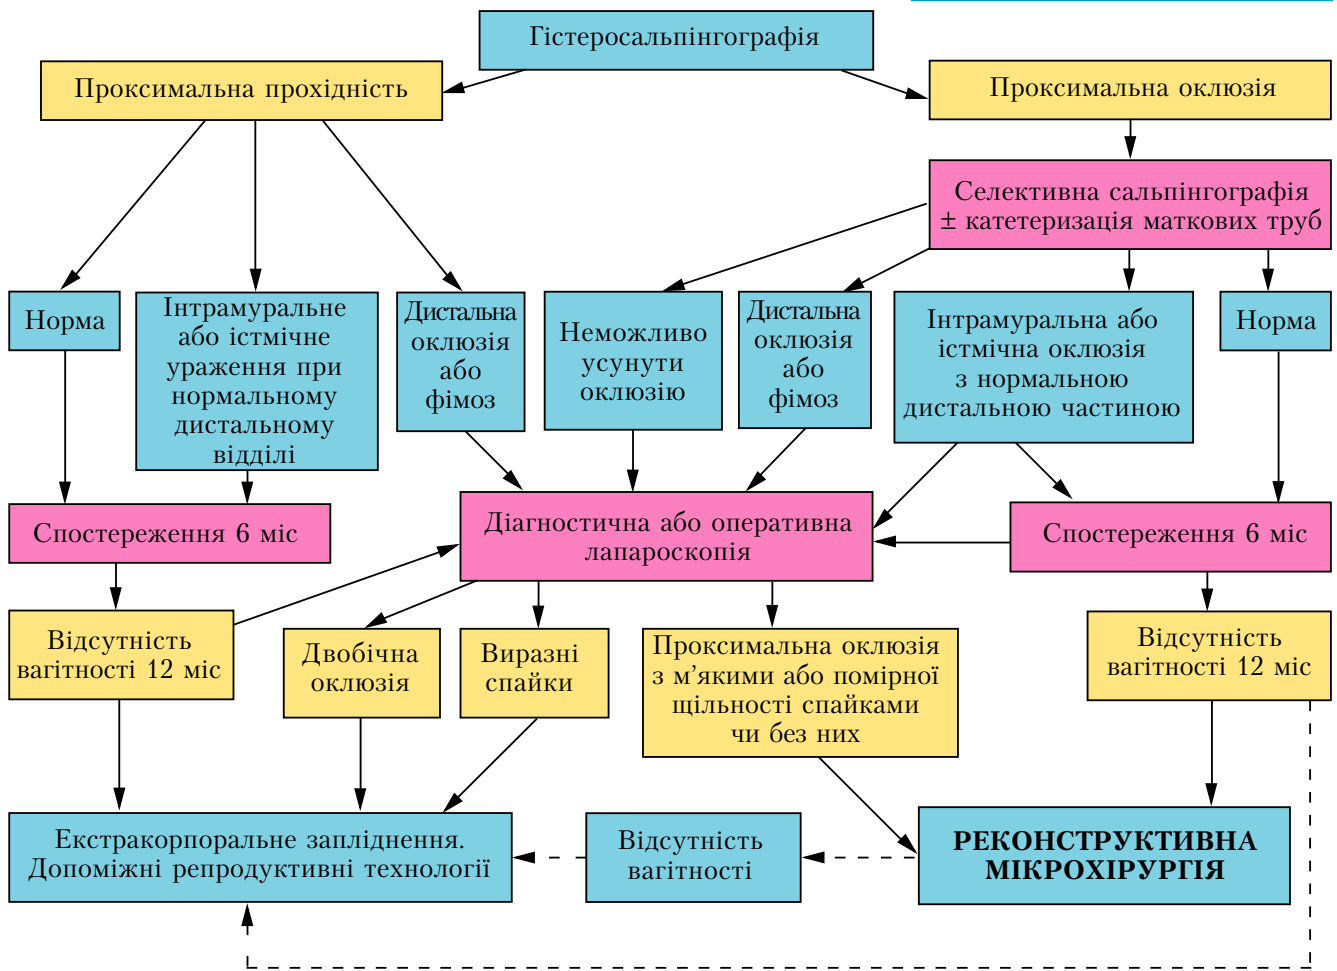 Гістеросальпінгографія
Проксимальна прохідність
Проксимальна оклюзія
Селективна сальпінгографія
± катетеризація маткових труб
Норма
Інтрамуральне
або істмічне
ураження при
нормальному
дистальному
відділі
Дистальна
оклюзія
або
фімоз
Неможливо
усунути
оклюзію
Дистальна
оклюзія
або
фімоз
Інтрамуральна або
істмічна оклюзія
з нормальною
дистальною частиною
Норма
Спостереження 6 міс
Діагностична або оперативна
лапароскопія
Спостереження 6 міс
Відсутність
вагітності 12 міс
Двобічна
оклюзія
Виразні
спайки
Проксимальна оклюзія
з м’якими або помірної
щільності спайками
чи без них
Відсутність
вагітності 12 міс
Екстракорпоральне запліднення.
Допоміжні репродуктивні технології
Відсутність
вагітності
РЕКОНСТРУКТИВНА
МІКРОХІРУРГІЯ